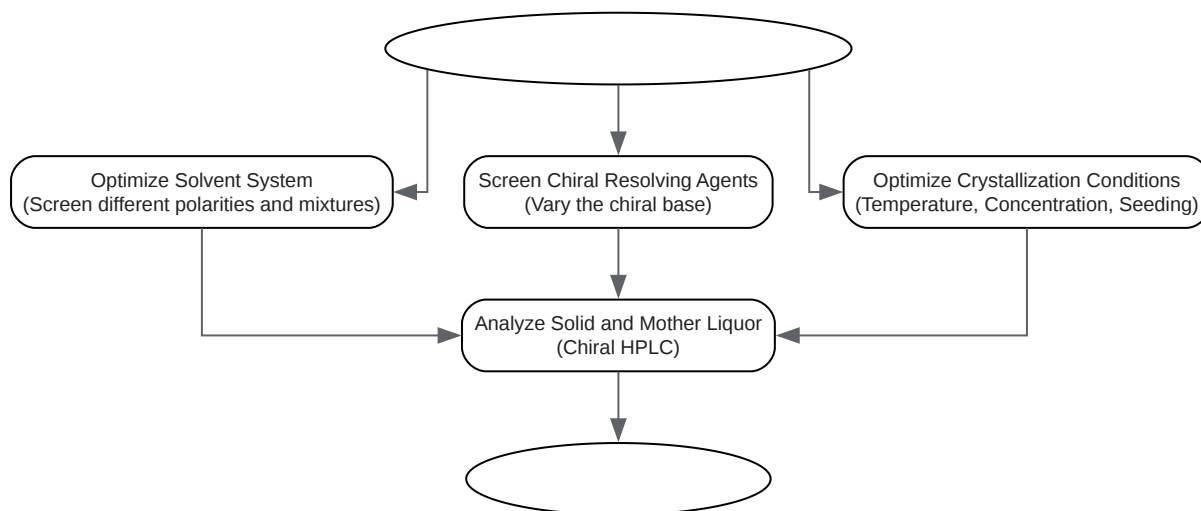 Optimize Solvent System
(Screen different polarities and mixtures)
Screen Chiral Resolving Agents
(Vary the chiral base)
Optimize Crystallization Conditions
(Temperature, Concentration, Seeding)
Analyze Solid and Mother Liquor
(Chiral HPLC)